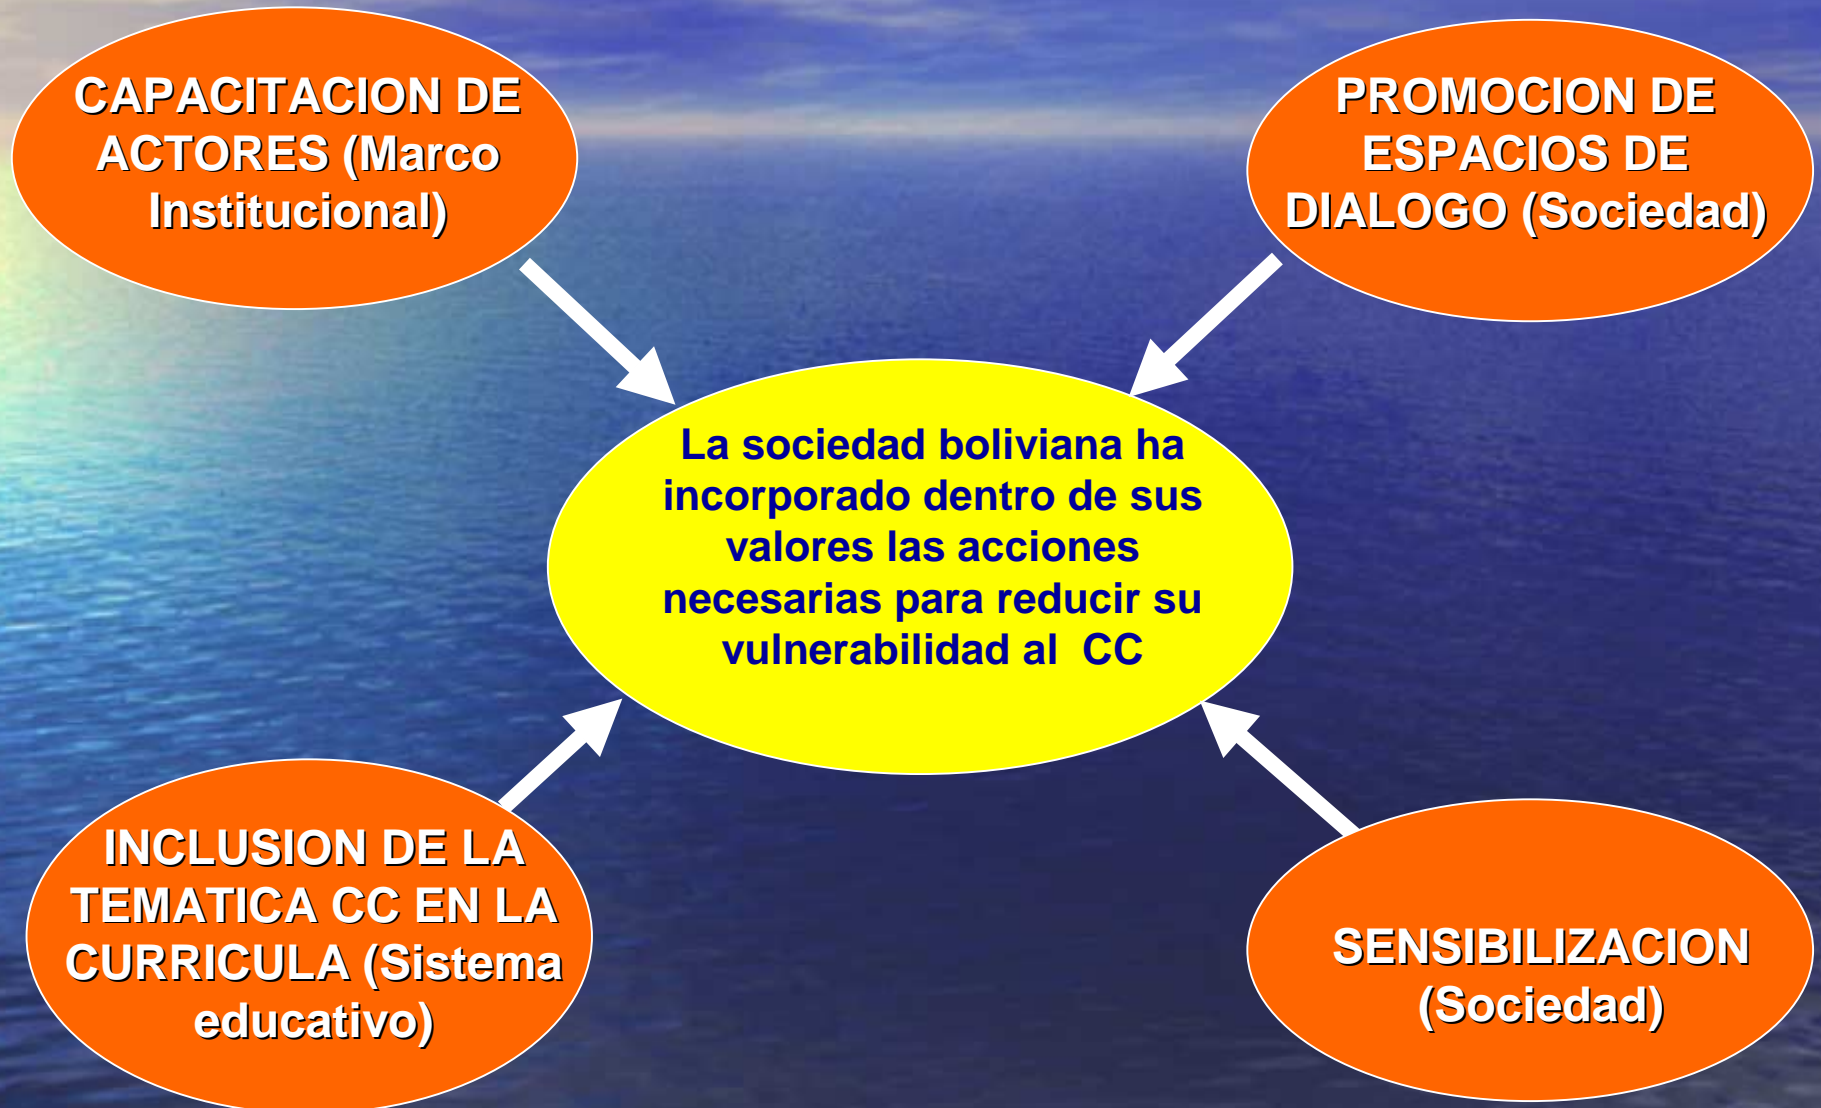 CAPACITACION DE
ACTORES (Marco
Institucional)
PROMOCION DE
ESPACIOS DE
DIALOGO (Sociedad)
La sociedad boliviana ha
incorporado dentro de sus
valores las acciones
necesarias para reducir su
vulnerabilidad al  CC
INCLUSION DE LA
TEMATICA CC EN LA
CURRICULA (Sistema
educativo)
SENSIBILIZACION
(Sociedad)